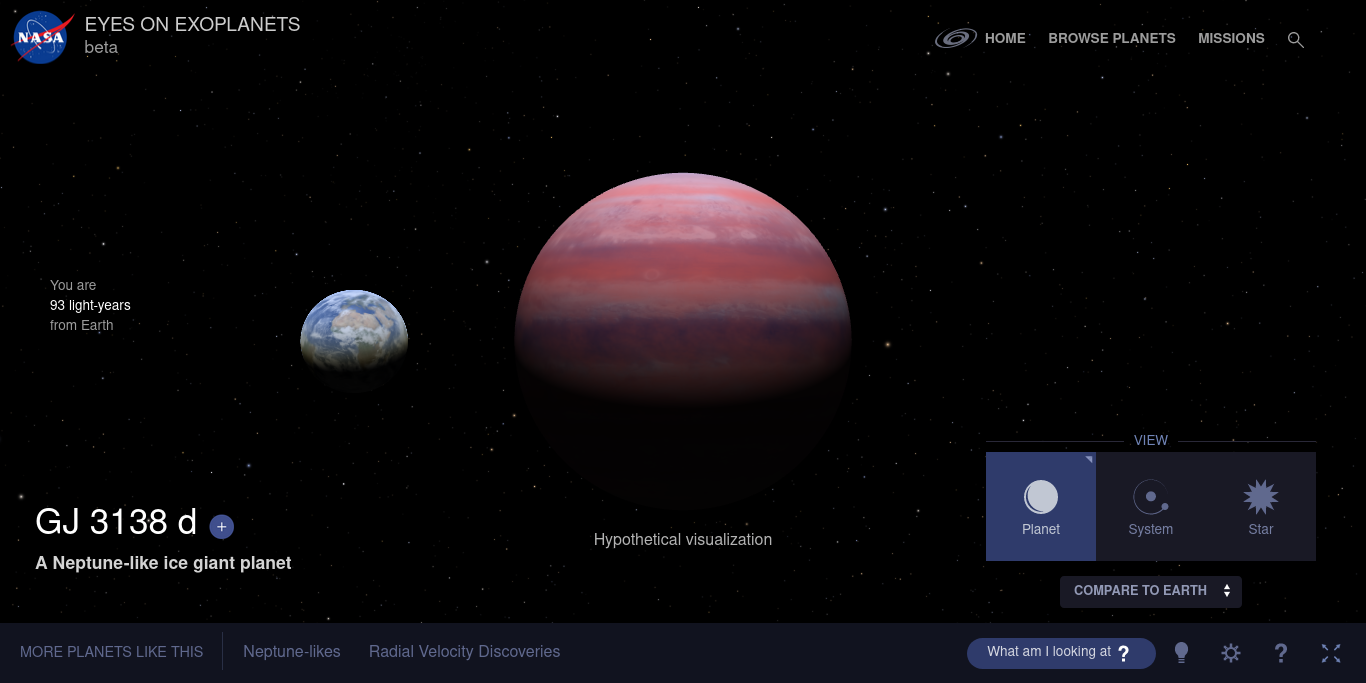 NASA
EYES ON EXOPLANETS
beta
HOME
BROWSE PLANETS
MISSIONS
You are
93 light-years
from Earth
GJ 3138 d +
A Neptune-like ice giant planet
Hypothetical visualization
VIEW
Planet
System
Star
COMPARE TO EARTH
MORE PLANETS LIKE THIS
Neptune-likes
Radial Velocity Discoveries
What am I looking at ?
?